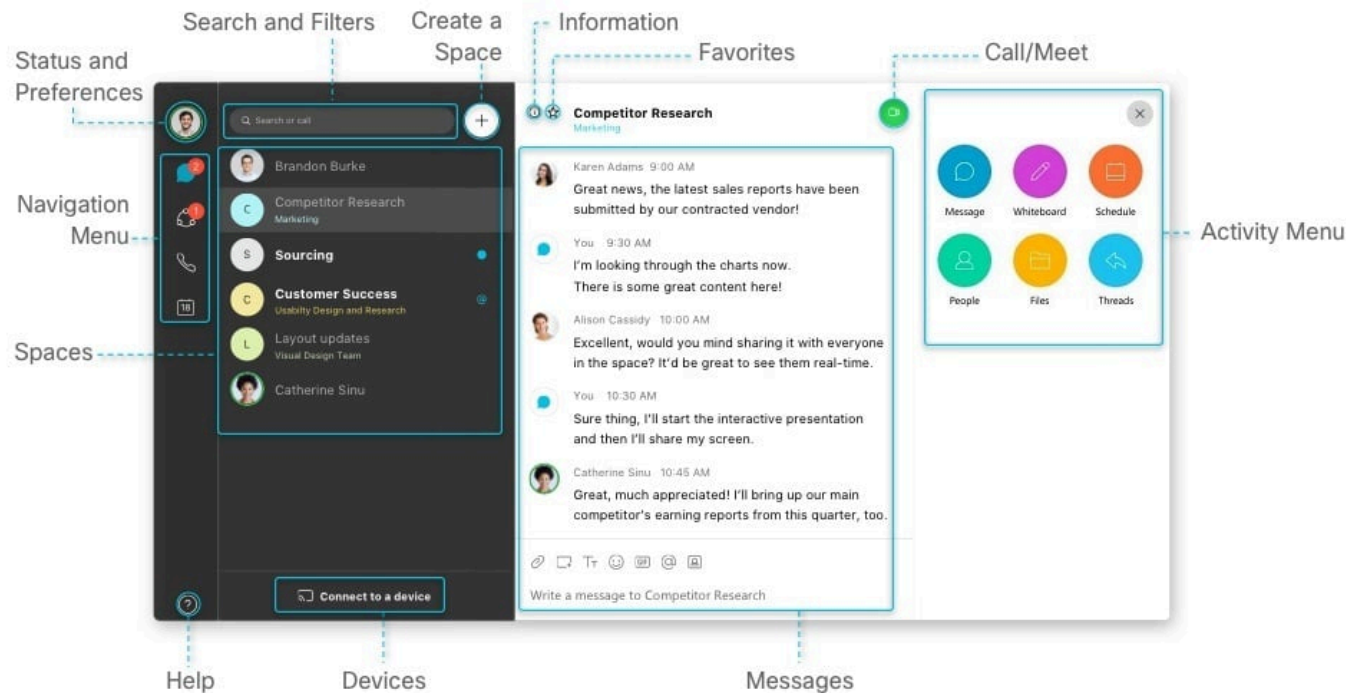 Search and Filters
Create a
Space
Information
Favorites
Call/Meet
Status and
Preferences
Search or call
Competitor Research
Marketing
Navigation
Menu
2
1
18
Spaces
Brandon Burke
C
Competitor Research
Marketing
S
Sourcing
C
Customer Success
@
Usabilty Design and Research
L
Layout updates
Visual Design Team
Catherine Sinu
Karen Adams 9:00 AM
Great news, the latest sales reports have been
submitted by our contracted vendor!
You 9:30 AM
I'm looking through the charts now.
There is some great content here!
Alison Cassidy 10:00 AM
Excellent, would you mind sharing it with everyone
in the space? It'd be great to see them real-time.
You 10:30 AM
Sure thing, I'll start the interactive presentation
and then I'll share my screen.
Catherine Sinu 10:45 AM
Great, much appreciated! I'll bring up our main
competitor's earning reports from this quarter, too.
GIF
Write a message to Competitor Research
Message
Whiteboard
Schedule
People
Files
Threads
Activity Menu
Connect to a device
Help
Devices
Messages